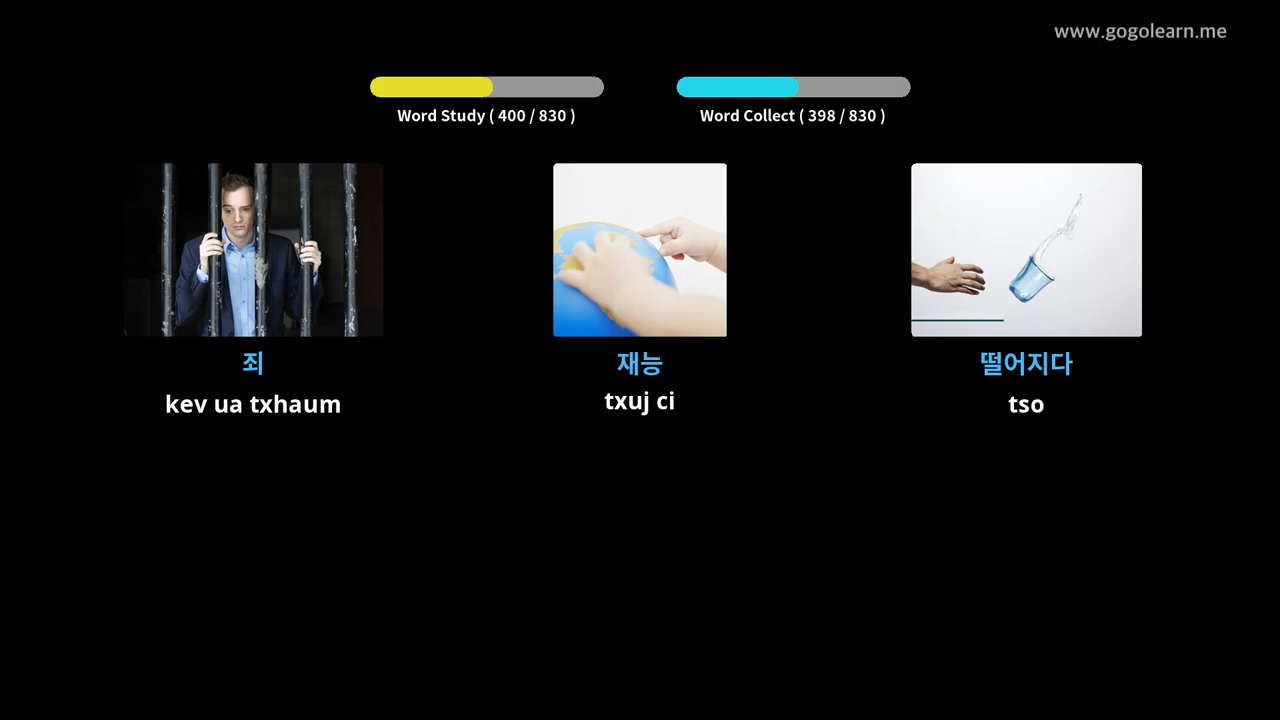 www.gogolearn.me
Word Study ( 400 / 830 )
Word Collect ( 398 / 830 )
죄
재능
떨어지다
kev ua txhaum
txuj ci
tso